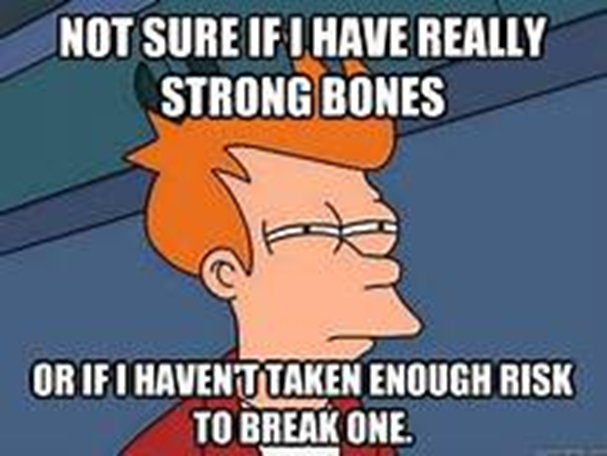 NOT SURE IF I HAVE REALLY
STRONG BONES
OR IF I HAVEN'T TAKEN ENOUGH RISK
TO BREAK ONE.